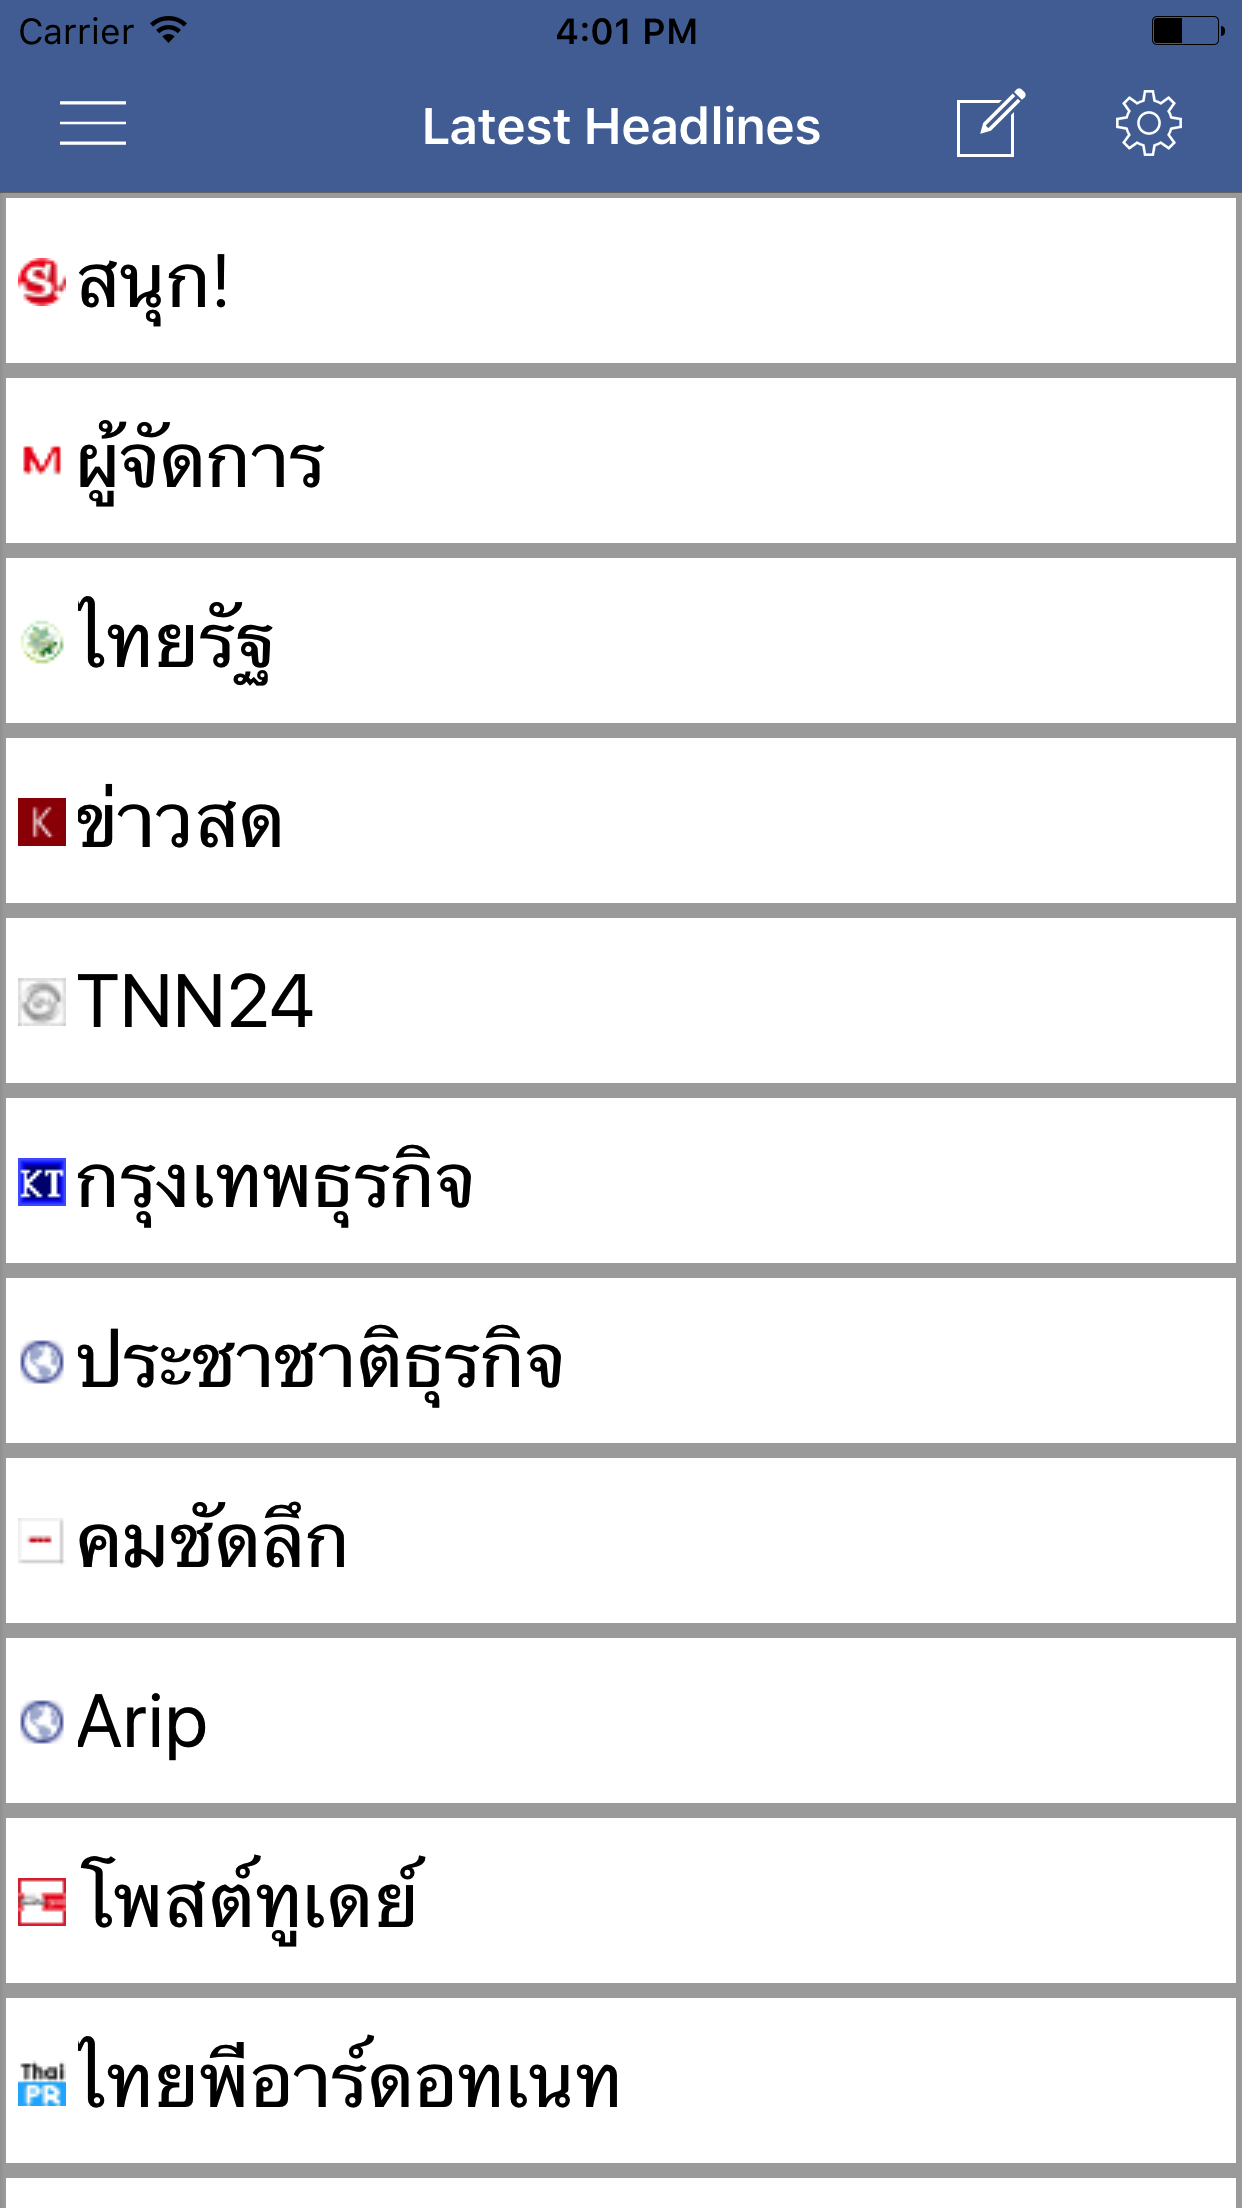 Carrier 4:01 PM
Latest Headlines
สนุก!
M ผู้จัดการ
ไทยรัฐ
K ข่าวสด
TNN24
KT กรุงเทพธุรกิจ
ประชาชาติธุรกิจ
คมชัดลึก
Arip
โพสต์ทูเดย์
Thai PR ไทยพีอาร์ดอทเนท